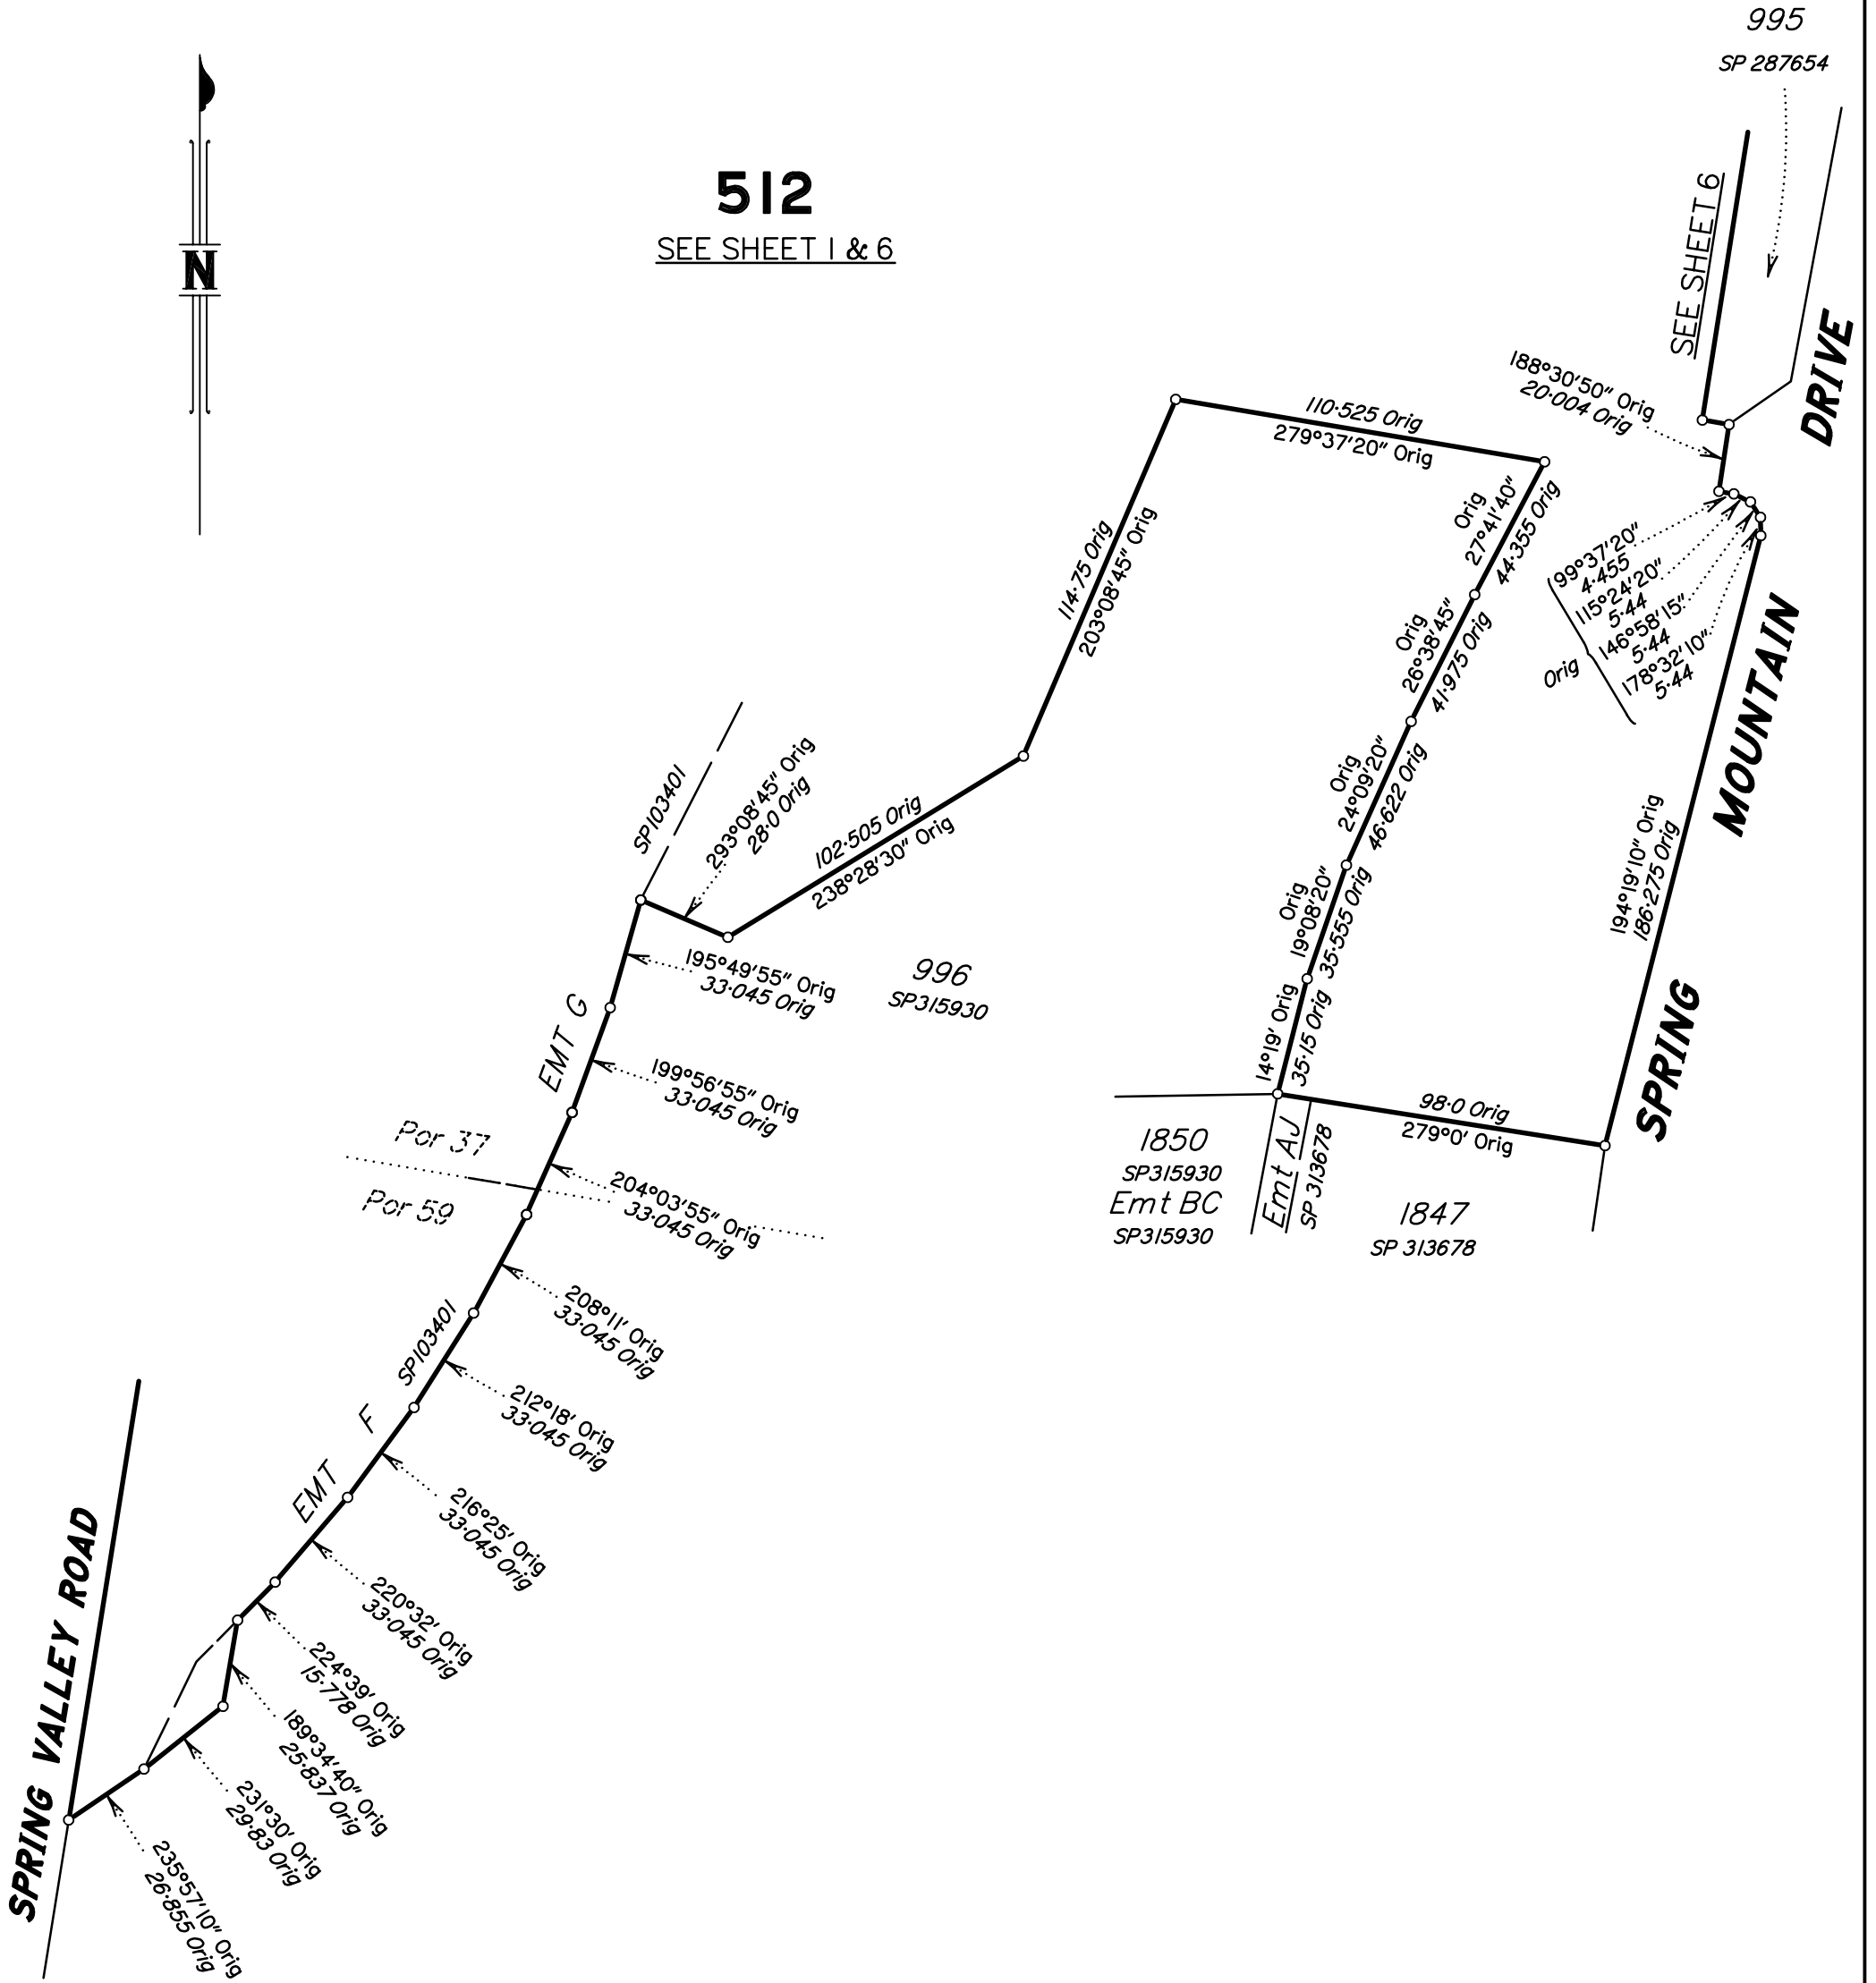 995
SP 287654
N
512
SEE SHEET 1 & 6
SEE SHEET 6
DRIVE
188°30'50" Orig
20·004 Orig
110·525 Orig
279°37'20" Orig
114·75 Orig
203°08'45" Orig
Orig
27°41'40"
44·355 Orig
Orig
26°38'45"
41·975 Orig
Orig
24°09'20"
46·622 Orig
Orig
19°08'20"
35·555 Orig
14°19' Orig
35·15 Orig
99°37'20"
4·455
115°24'20"
5·44
146°58'15"
5·44
178°32'10"
5·44
Orig
MOUNTAIN
194°19'10" Orig
186·275 Orig
SPRING
SP103401
293°08'45" Orig
28·0 Orig
102·505 Orig
238°28'30" Orig
195°49'55" Orig
33·045 Orig
996
SP315930
EMT G
199°56'55" Orig
33·045 Orig
98·0 Orig
279°0' Orig
1850
SP315930
Emt BC
SP315930
Emt AJ
SP 313678
1847
SP 313678
Por 37
Por 59
204°03'55" Orig
33·045 Orig
208°11' Orig
33·045 Orig
SP103401
212°18' Orig
33·045 Orig
EMT F
216°25' Orig
33·045 Orig
220°32' Orig
33·045 Orig
224°39' Orig
15·778 Orig
189°34'40" Orig
25·837 Orig
231°30' Orig
29·83 Orig
235°57'10" Orig
26·855 Orig
SPRING VALLEY ROAD